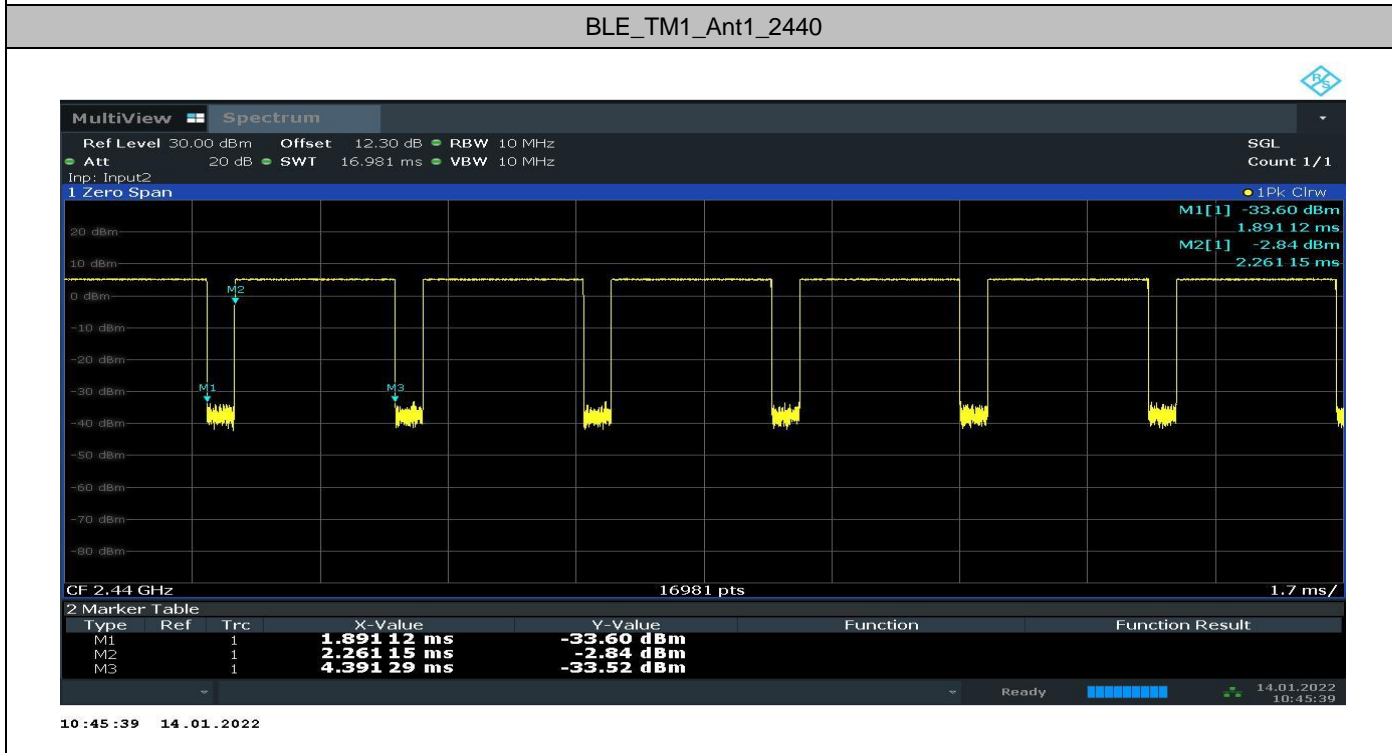 BLE_TM1_Ant1_2440
R&S
MultiView Spectrum
Ref Level 30.00 dBm Offset 12.30 dB RBW 10 MHz SGL
Att 20 dB SWT 16.981 ms VBW 10 MHz Count 1/1
Inp: Input2
1 Zero Span 1Pk Clrw
M1[1] -33.60 dBm
20 dBm 1.891 12 ms
M2[1] -2.84 dBm
10 dBm 2.261 15 ms
M2
0 dBm
-10 dBm
-20 dBm
M1 M3
-30 dBm
-40 dBm
-50 dBm
-60 dBm
-70 dBm
-80 dBm
CF 2.44 GHz 16981 pts 1.7 ms/
2 Marker Table
Type Ref Trc X-Value Y-Value Function Function Result
M1 1 1.891 12 ms -33.60 dBm
M2 1 2.261 15 ms -2.84 dBm
M3 1 4.391 29 ms -33.52 dBm
Ready 14.01.2022
10:45:39
10:45:39 14.01.2022